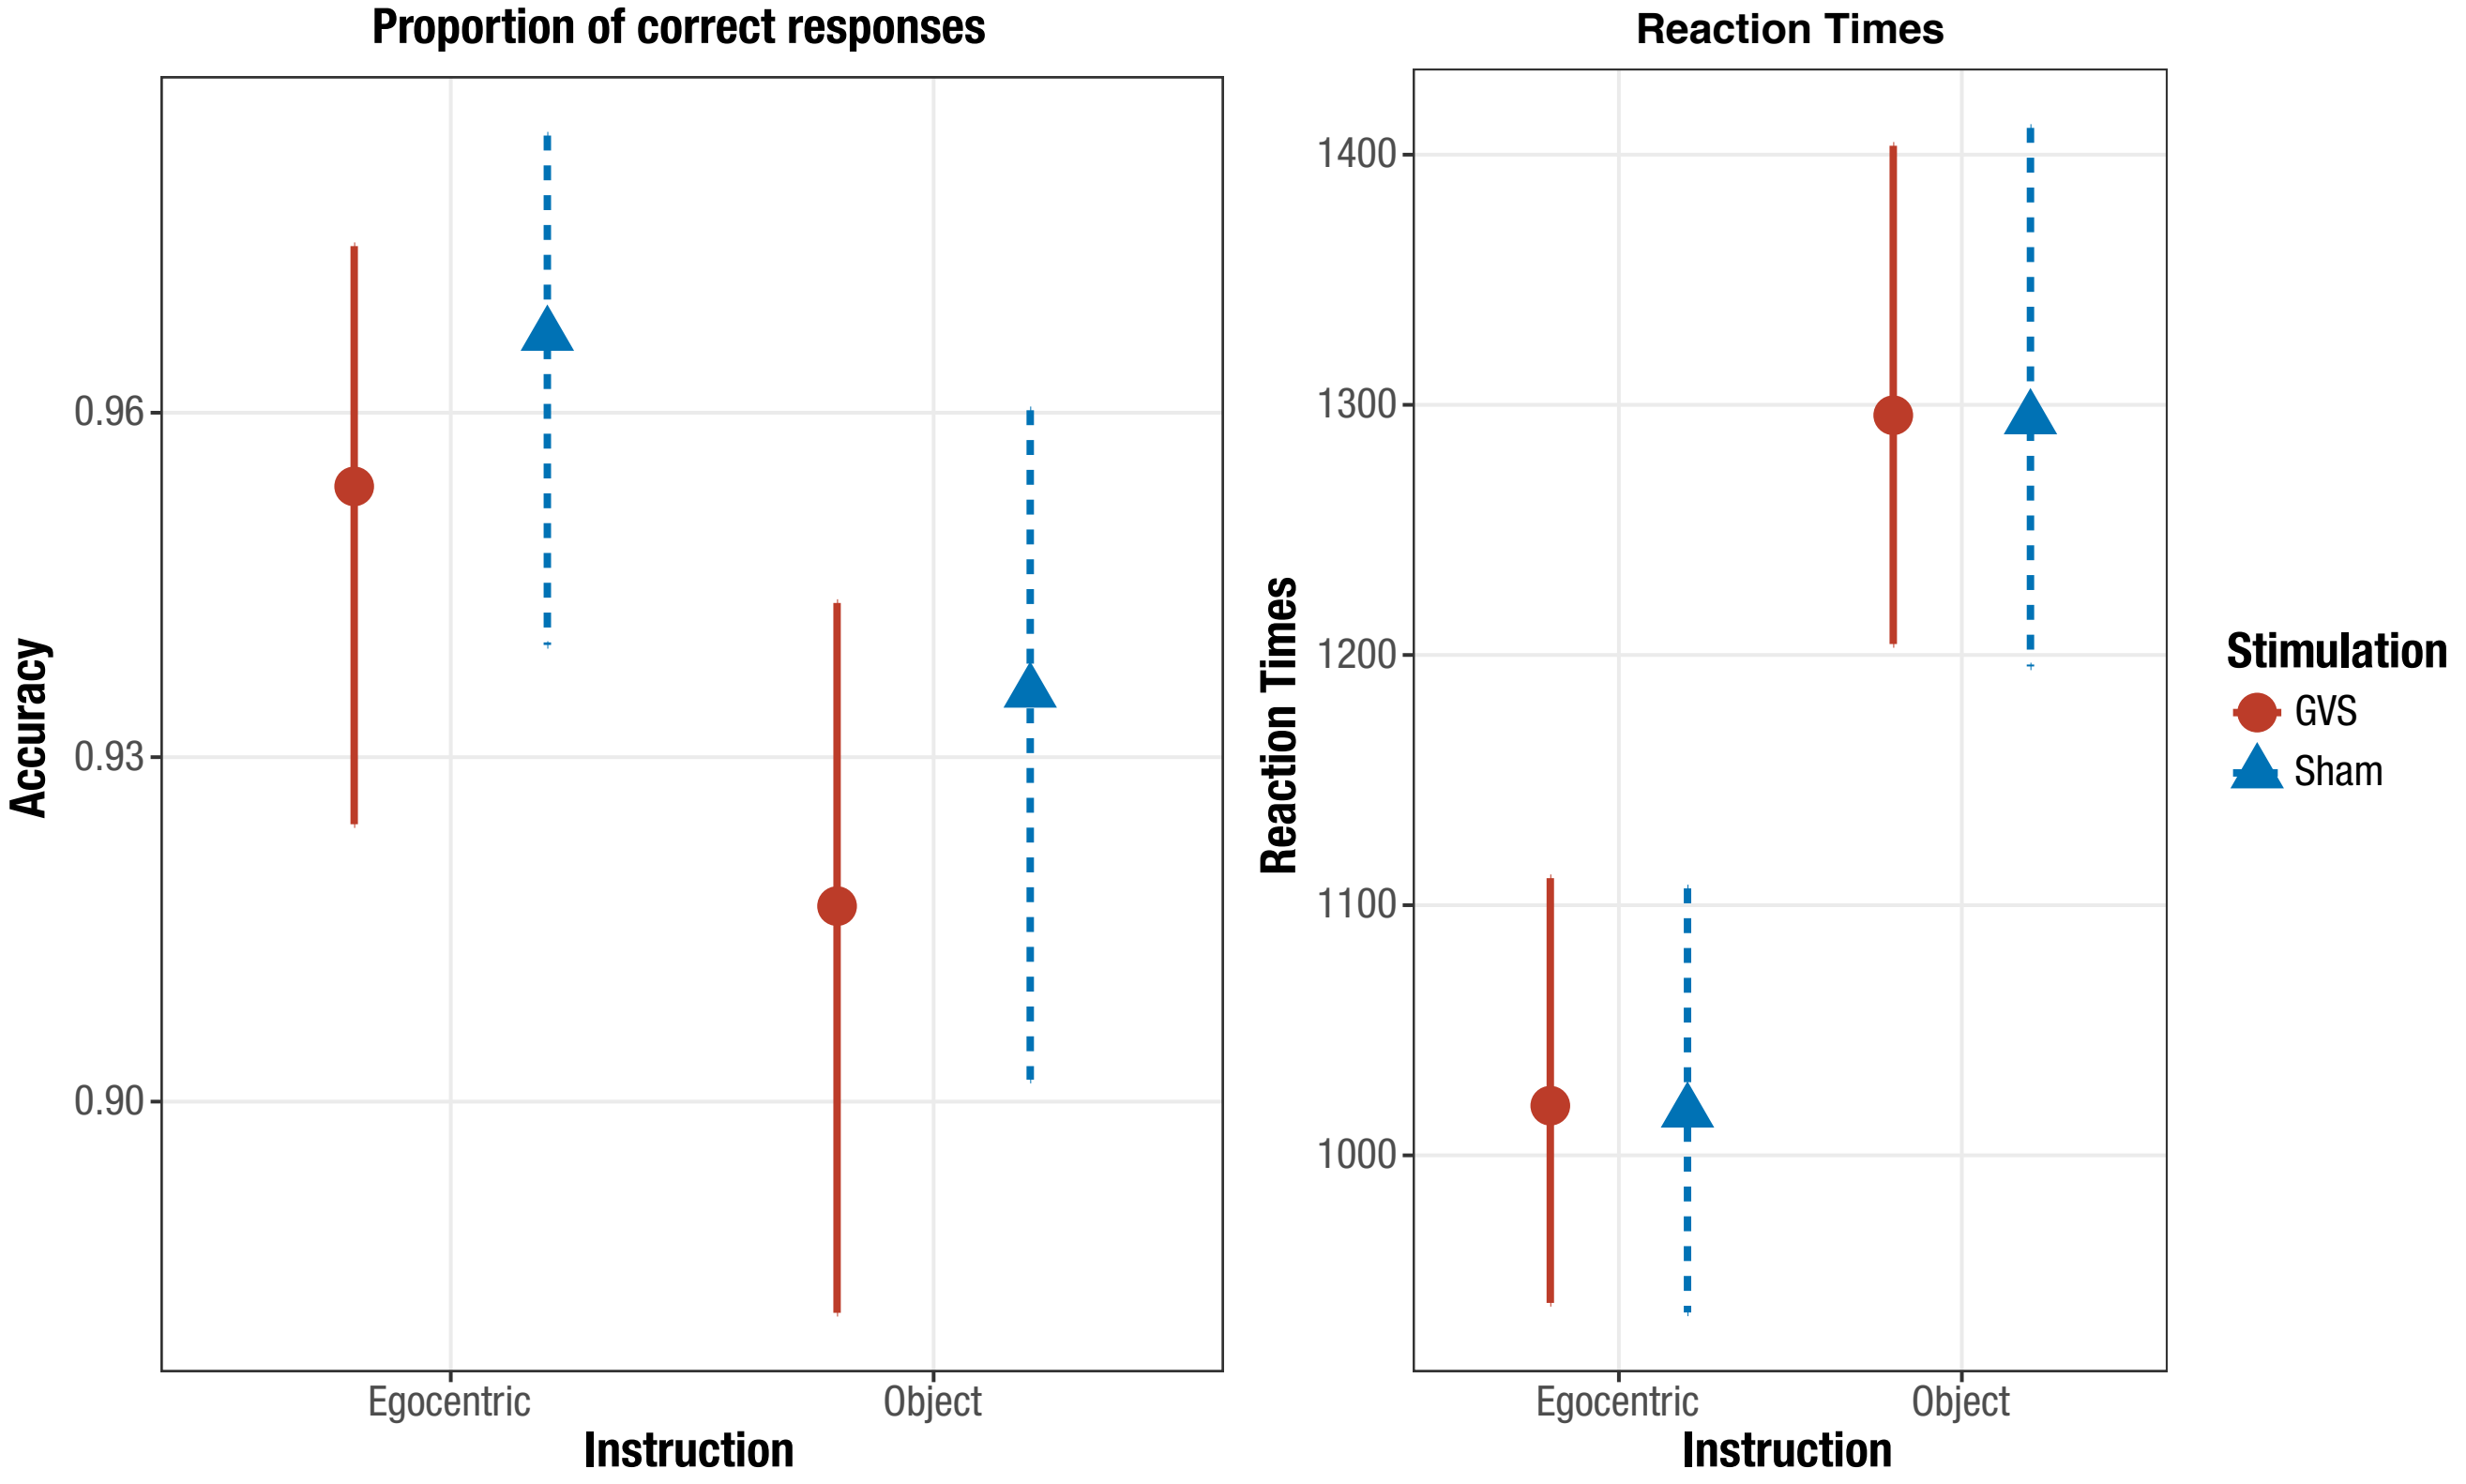 Proportion of correct responses
Accuracy
0.96
0.93
0.90
Egocentric
Object
Instruction
Reaction Times
Reaction Times
1400
1300
1200
1100
1000
Egocentric
Object
Instruction
Stimulation
GVS
Sham